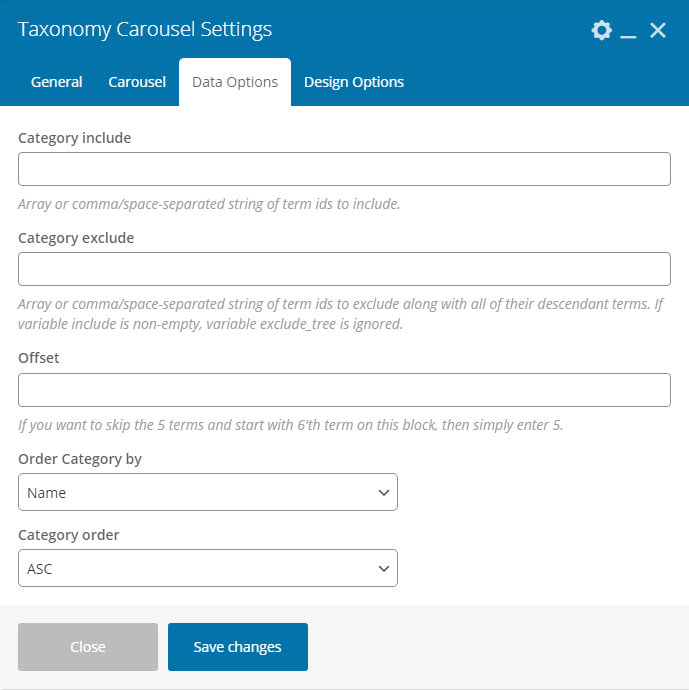 Taxonomy Carousel Settings
General Carousel Data Options Design Options
Category include
Array or comma/space-separated string of term ids to include.
Category exclude
Array or comma/space-separated string of term ids to exclude along with all of their descendant terms. If
variable include is non-empty, variable exclude_tree is ignored.
Offset
If you want to skip the 5 terms and start with 6'th term on this block, then simply enter 5.
Order Category by
Name
Category order
ASC
Close Save changes